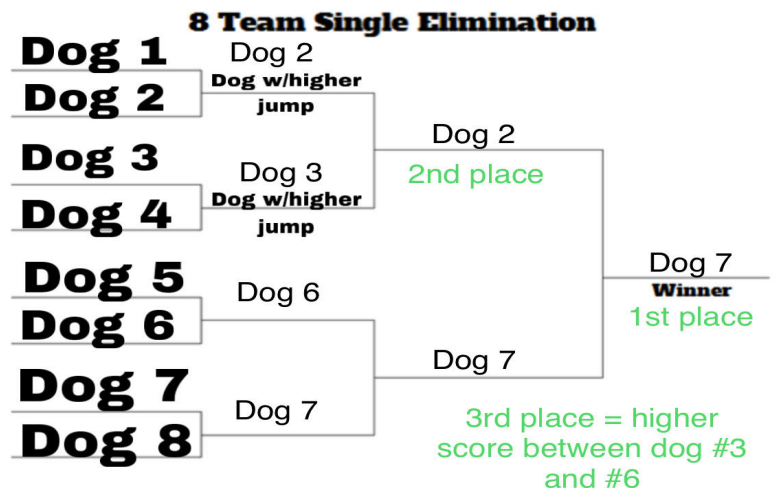 8 Team Single Elimination
Dog 1
Dog 2
Dog 2
Dog w/higher
jump
Dog 2
2nd place
Dog 3
Dog 3
Dog w/higher
jump
Dog 4
Dog 7
Winner
1st place
Dog 5
Dog 6
Dog 6
Dog 7
Dog 7
Dog 7
Dog 8
3rd place = higher
score between dog #3
and #6